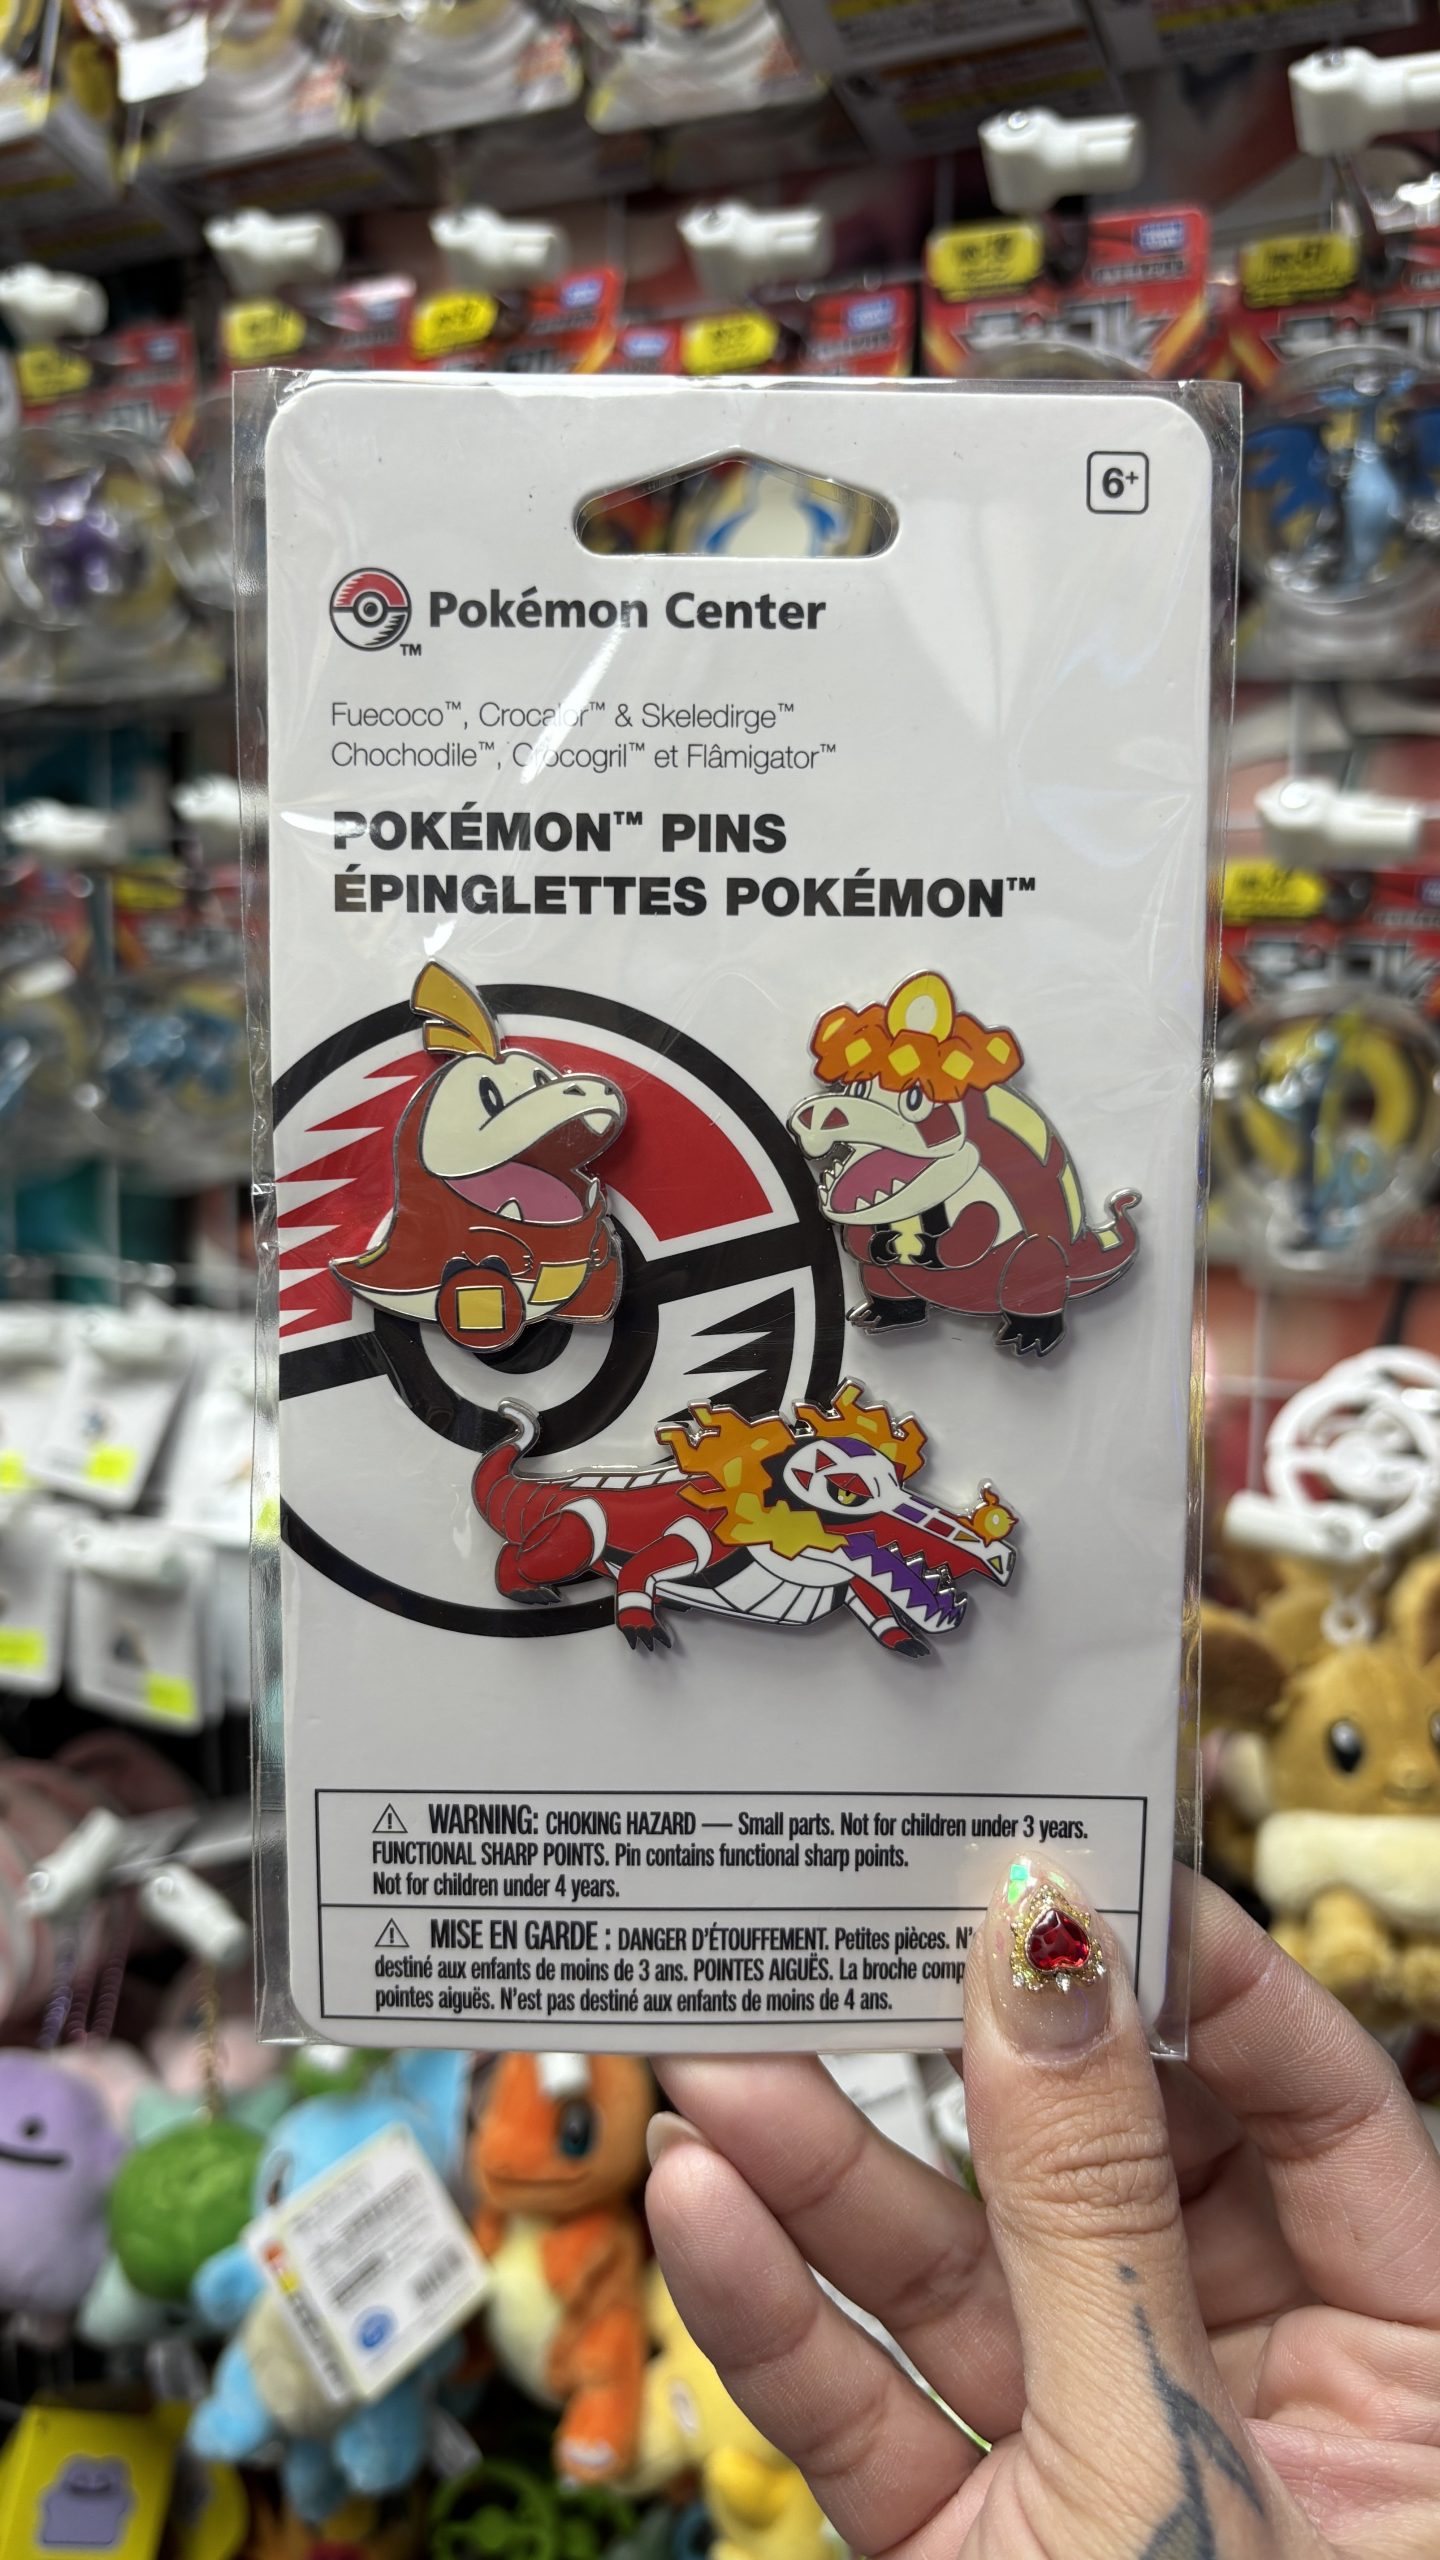 6+
Pokémon Center
TM
Fuecoco™, Crocalor™ & Skeledirge™
Chochodile™, Crocogril™ et Flâmigator™
POKÉMON™ PINS
ÉPINGLETTES POKÉMON™
⚠ WARNING: CHOKING HAZARD — Small parts. Not for children under 3 years.
FUNCTIONAL SHARP POINTS. Pin contains functional sharp points.
Not for children under 4 years.
⚠ MISE EN GARDE : DANGER D'ÉTOUFFEMENT. Petites pièces. N'
destiné aux enfants de moins de 3 ans. POINTES AIGUËS. La broche comp
pointes aiguës. N'est pas destiné aux enfants de moins de 4 ans.